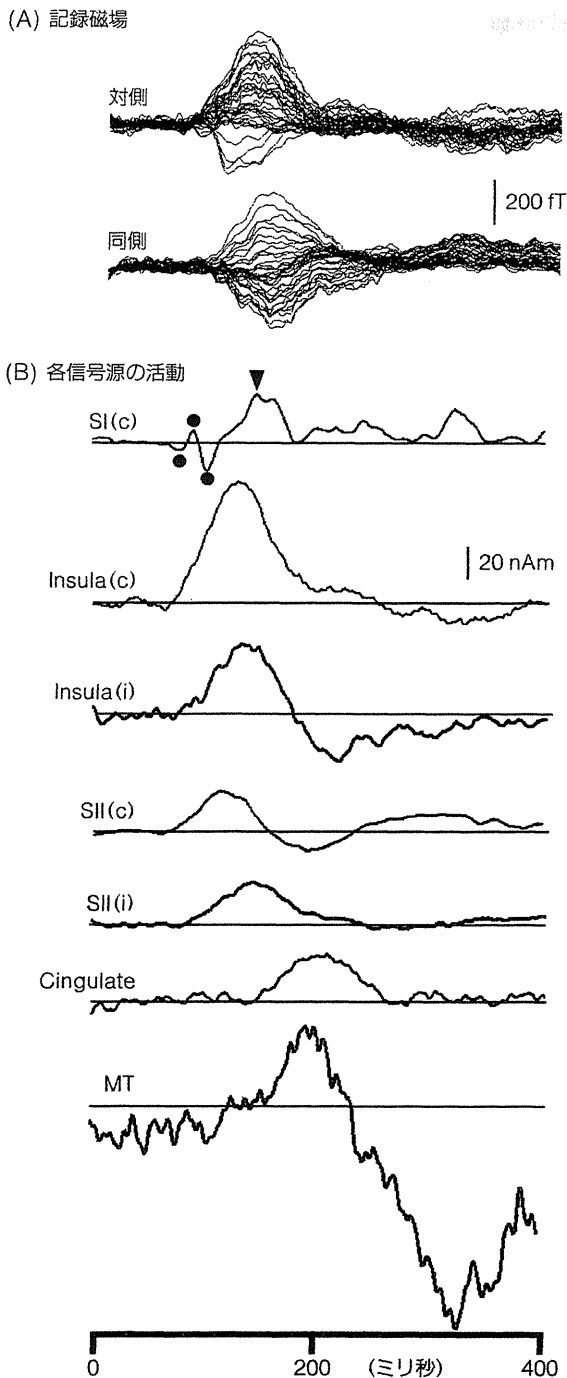 (A) 記録磁場
対側
200 fT
同側
(B) 各信号源の活動
SI(c)
20 nAm
Insula(c)
Insula(i)
SII(c)
SII(i)
Cingulate
MT
0 200 (ミリ秒) 400